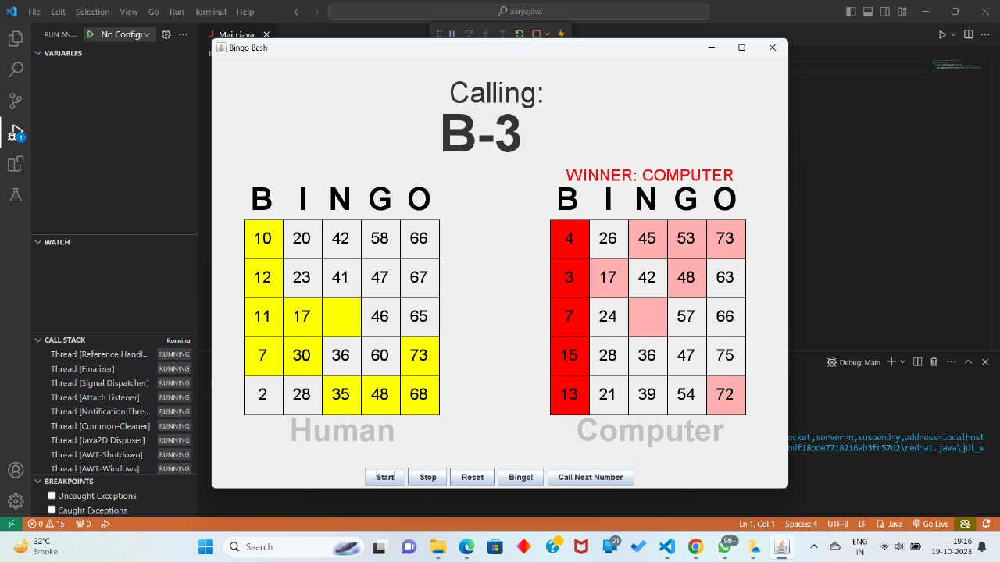 File Edit Selection View Go Run Terminal Help aaryajava
RUN AN... No Config Main.java
Bingo Bash
VARIABLES
Calling:
B-3
WINNER: COMPUTER
B I N G O B I N G O
10 20 42 58 66 4 26 45 53 73
12 23 41 47 67 3 17 42 48 63
11 17 46 65 7 24 57 66
7 30 36 60 73 15 28 36 47 75
2 28 35 48 68 13 21 39 54 72
Human Computer
Start Stop Reset Bingo! Call Next Number
WATCH
CALL STACK Running
Thread [Reference Handl... RUNNING
Thread [Finalizer] RUNNING
Thread [Signal Dispatcher] RUNNING
Thread [Attach Listener] RUNNING
Thread [Notification Thre... RUNNING
Thread [Common-Cleaner] RUNNING
Thread [Java2D Disposer] RUNNING
Thread [AWT-Shutdown] RUNNING
Thread [AWT-Windows] RUNNING
BREAKPOINTS
Uncaught Exceptions
Caught Exceptions
Debug: Main
ocket,server=n,suspend=y,address=localhost
bdf18bde7718216ab3fc57d2\redhat.java\jdt_w
0 15 0 Ln 1, Col 1 Spaces: 4 UTF-8 LF {} Java Go Live
32°C
Smoke
Search
21
99+
ENG
IN
19:16
19-10-2023